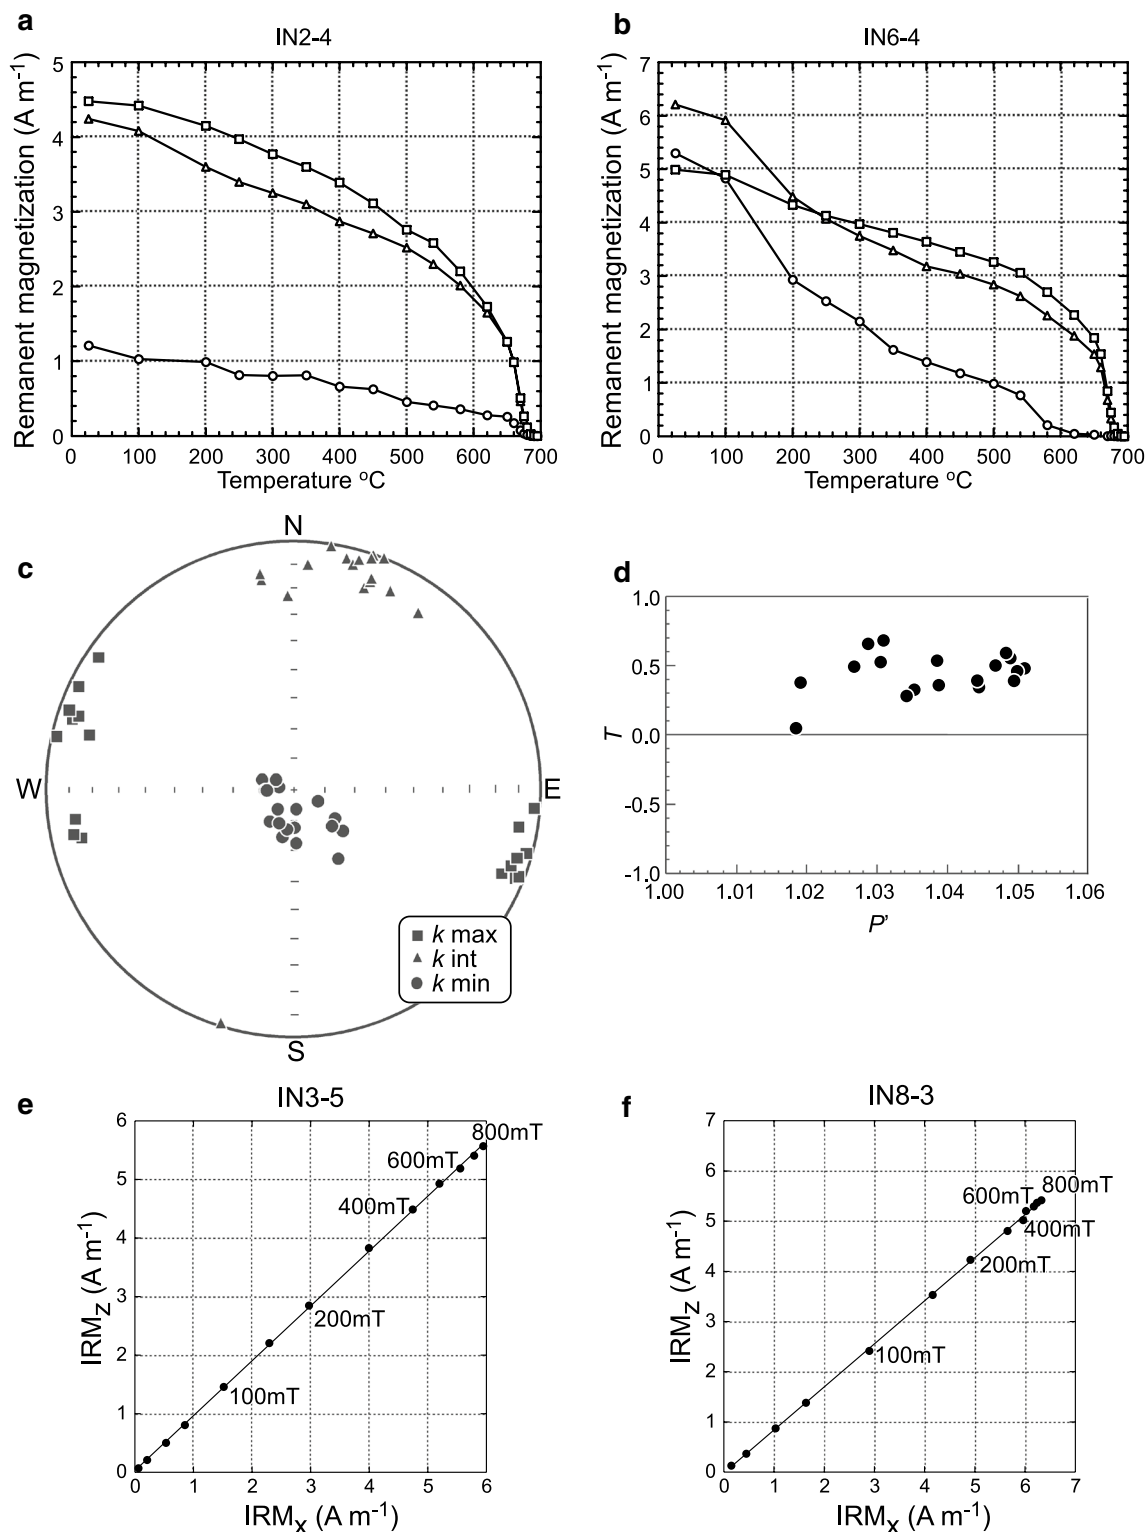 a
IN2-4
Remanent magnetization (A m-1)
5
4
3
2
1
0
0 100 200 300 400 500 600 700
Temperature oC
b
IN6-4
Remanent magnetization (A m-1)
7
6
5
4
3
2
1
0
0 100 200 300 400 500 600 700
Temperature oC
c
N
W
E
S
k max
k int
k min
d
1.0
0.5
0.0
-0.5
-1.0
T
1.00 1.01 1.02 1.03 1.04 1.05 1.06
P'
e
IN3-5
6
5
4
3
2
1
0
IRMZ (A m-1)
800mT
600mT
400mT
200mT
100mT
0 1 2 3 4 5 6
IRMX (A m-1)
f
IN8-3
7
6
5
4
3
2
1
0
IRMZ (A m-1)
800mT
600mT
400mT
200mT
100mT
0 1 2 3 4 5 6 7
IRMX (A m-1)